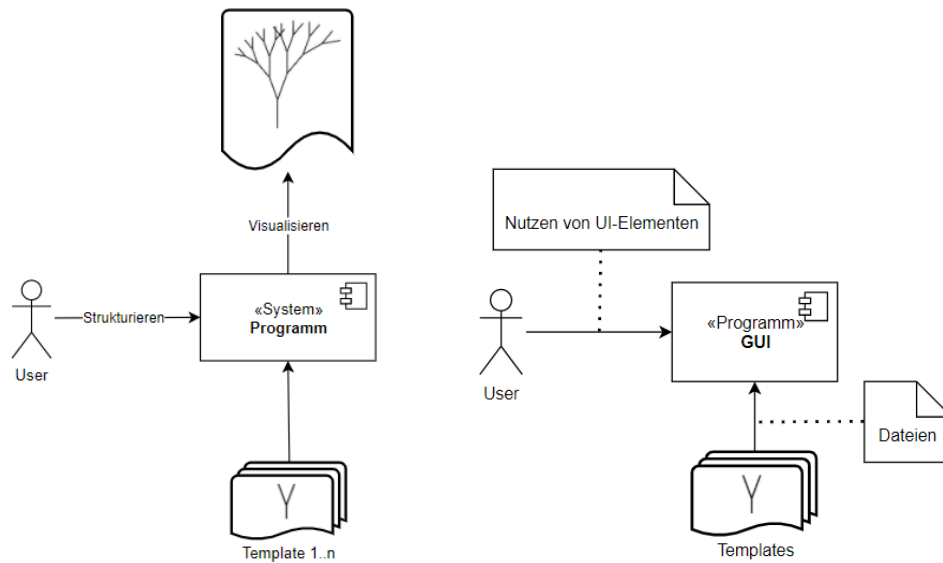 Visualisieren
«System»
Programm
Strukturieren
User
Template 1..n
Nutzen von UI-Elementen
«Programm»
GUI
User
Dateien
Templates